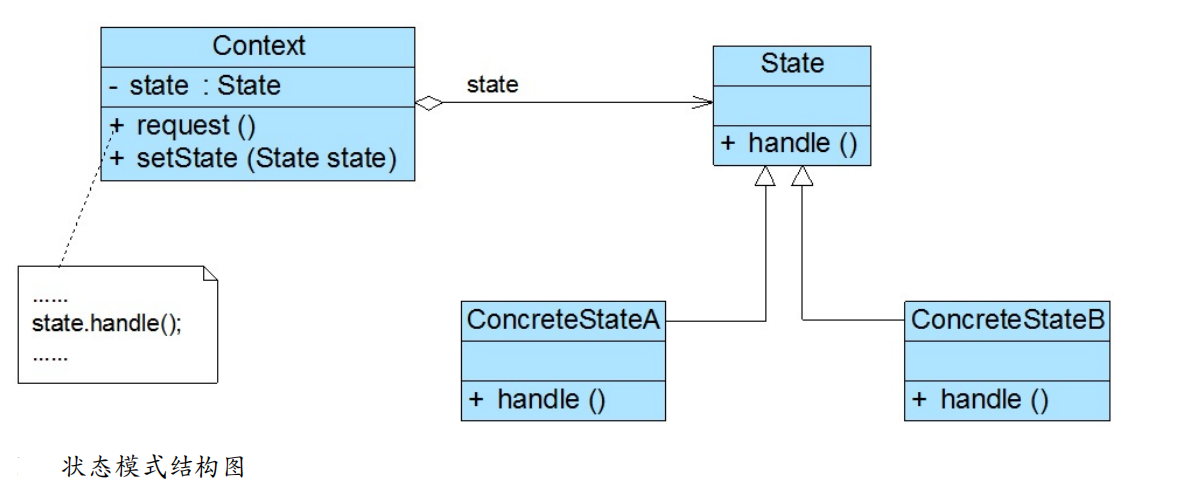 Context
- state : State
+ request ()
+ setState (State state)
state
State
+ handle ()
......
state.handle();
......
ConcreteStateA
+ handle ()
ConcreteStateB
+ handle ()
状态模式结构图